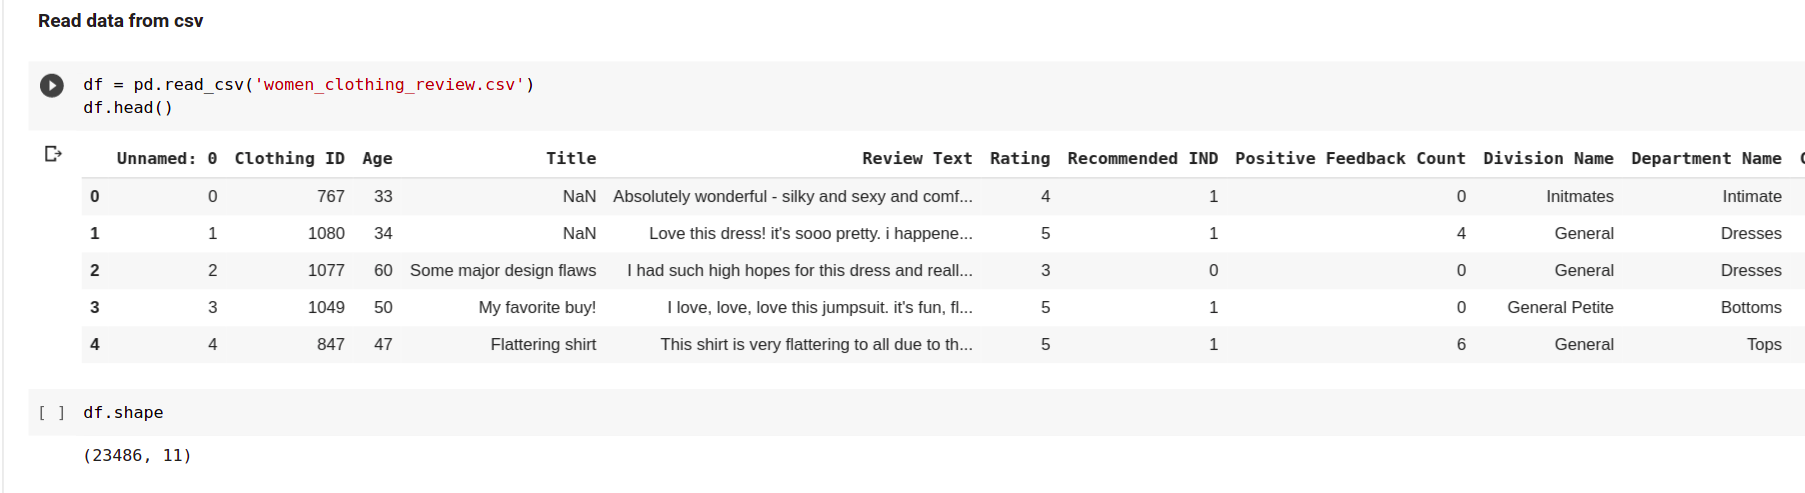 Read data from csv
df = pd.read_csv('women_clothing_review.csv')
df.head()
Unnamed: 0 Clothing ID Age Title Review Text Rating Recommended IND Positive Feedback Count Division Name Department Name
0 0 767 33 NaN Absolutely wonderful - silky and sexy and comf... 4 1 0 Initmates Intimate
1 1 1080 34 NaN Love this dress! it's sooo pretty. i happene... 5 1 4 General Dresses
2 2 1077 60 Some major design flaws I had such high hopes for this dress and reall... 3 0 0 General Dresses
3 3 1049 50 My favorite buy! I love, love, love this jumpsuit. it's fun, fl... 5 1 0 General Petite Bottoms
4 4 847 47 Flattering shirt This shirt is very flattering to all due to th... 5 1 6 General Tops
[ ] df.shape
(23486, 11)